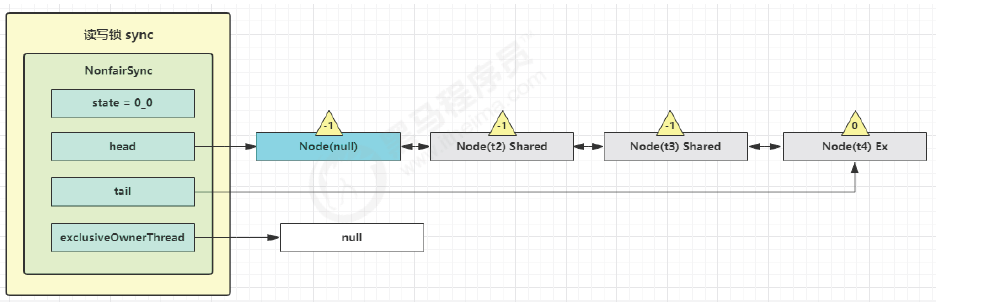 读写锁 sync
NonfairSync
state = 0_0
head
tail
exclusiveOwnerThread
-1
-1
-1
0
Node(null)
Node(t2) Shared
Node(t3) Shared
Node(t4) Ex
null
黑马程序员
www.itheima.com